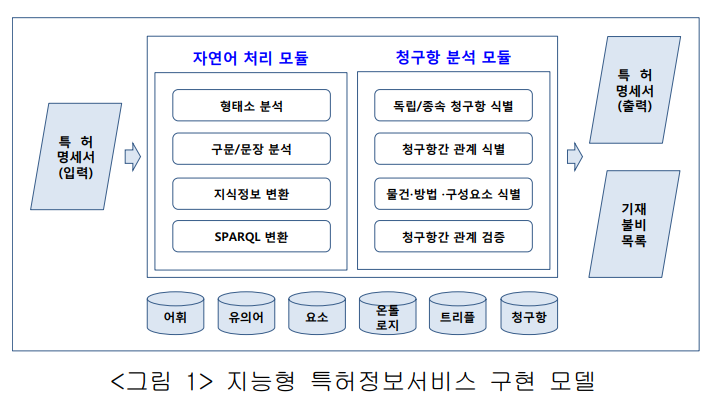 자연어 처리 모듈
청구항 분석 모듈
특 허
명세서
(입력)
형태소 분석
구문/문장 분석
지식정보 변환
SPARQL 변환
독립/종속 청구항 식별
청구항간 관계 식별
물건·방법 ·구성요소 식별
청구항간 관계 검증
특 허
명세서
(출력)
기재
불비
목록
어휘
유의어
요소
온톨
로지
트리플
청구항
<그림 1> 지능형 특허정보서비스 구현 모델